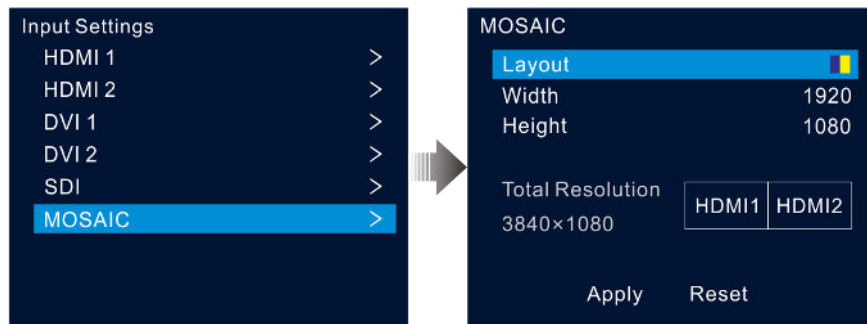 Input Settings
HDMI 1 >
HDMI 2 >
DVI 1 >
DVI 2 >
SDI >
MOSAIC >
MOSAIC
Layout
Width 1920
Height 1080
Total Resolution
3840×1080
HDMI1 HDMI2
Apply Reset